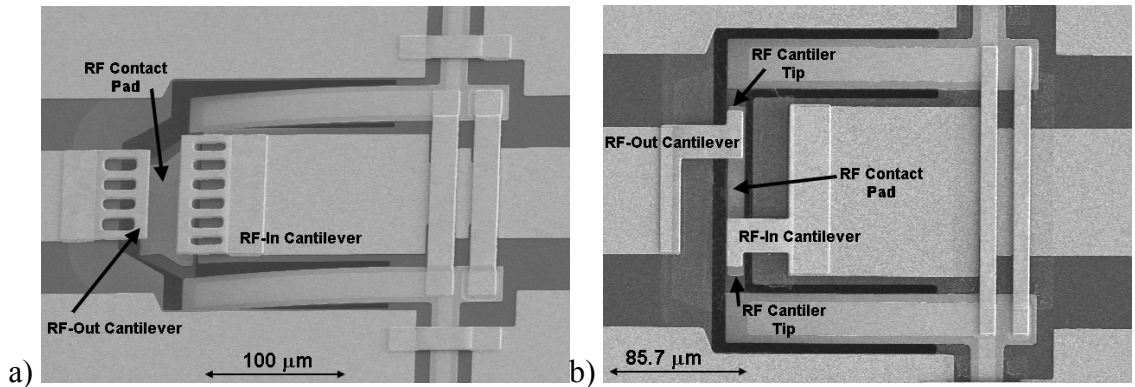 RF Contact
Pad
RF-In Cantilever
RF-Out Cantilever
100 μm
a)
RF Cantiler
Tip
RF-Out Cantilever
RF Contact
Pad
RF-In Cantilever
RF Cantiler
Tip
85.7 μm
b)